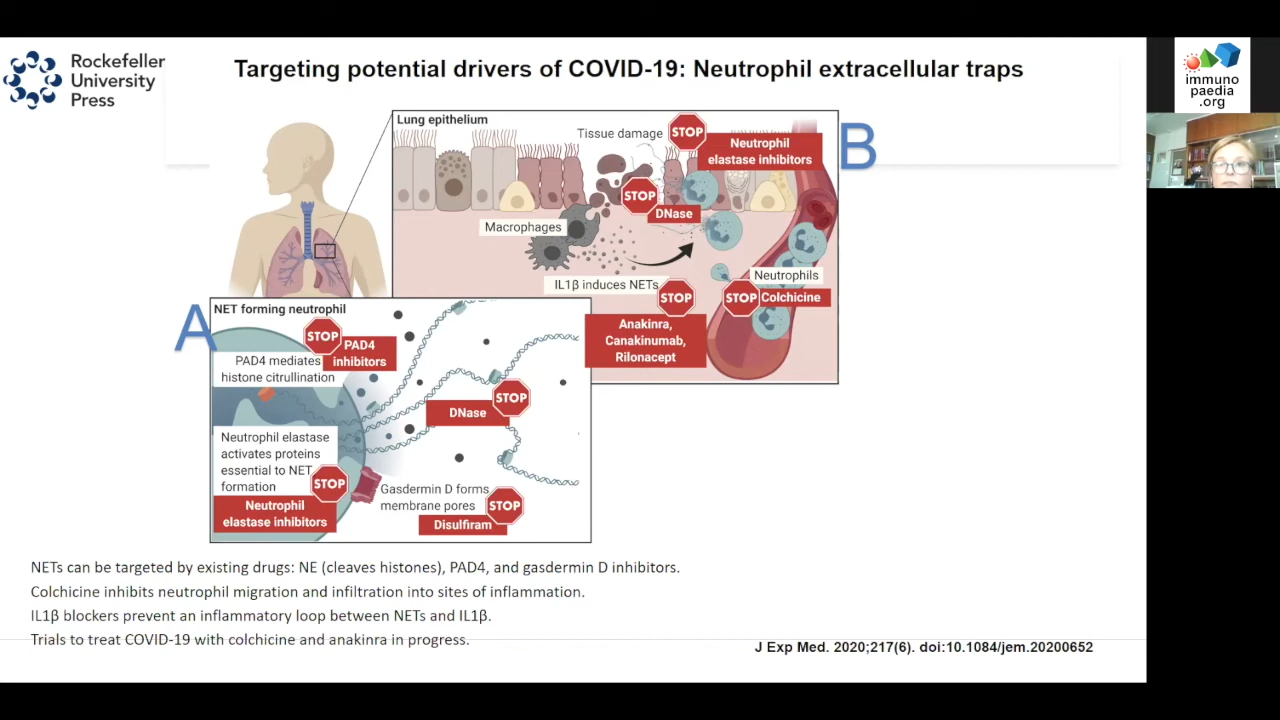 Rockefeller
University
Press
Targeting potential drivers of COVID-19: Neutrophil extracellular traps
immuno
paedia
.org
Lung epithelium
Tissue damage
STOP
Neutrophil
elastase inhibitors
B
STOP
DNase
Macrophages
IL1β induces NETs
STOP
Anakinra,
Canakinumab,
Rilonacept
Neutrophils
STOP
Colchicine
A
NET forming neutrophil
STOP
PAD4
inhibitors
PAD4 mediates
histone citrullination
STOP
DNase
Neutrophil elastase
activates proteins
essential to NET
formation
STOP
Neutrophil
elastase inhibitors
Gasdermin D forms
membrane pores
STOP
Disulfiram
NETs can be targeted by existing drugs: NE (cleaves histones), PAD4, and gasdermin D inhibitors.
Colchicine inhibits neutrophil migration and infiltration into sites of inflammation.
IL1β blockers prevent an inflammatory loop between NETs and IL1β.
Trials to treat COVID-19 with colchicine and anakinra in progress.
J Exp Med. 2020;217(6). doi:10.1084/jem.20200652